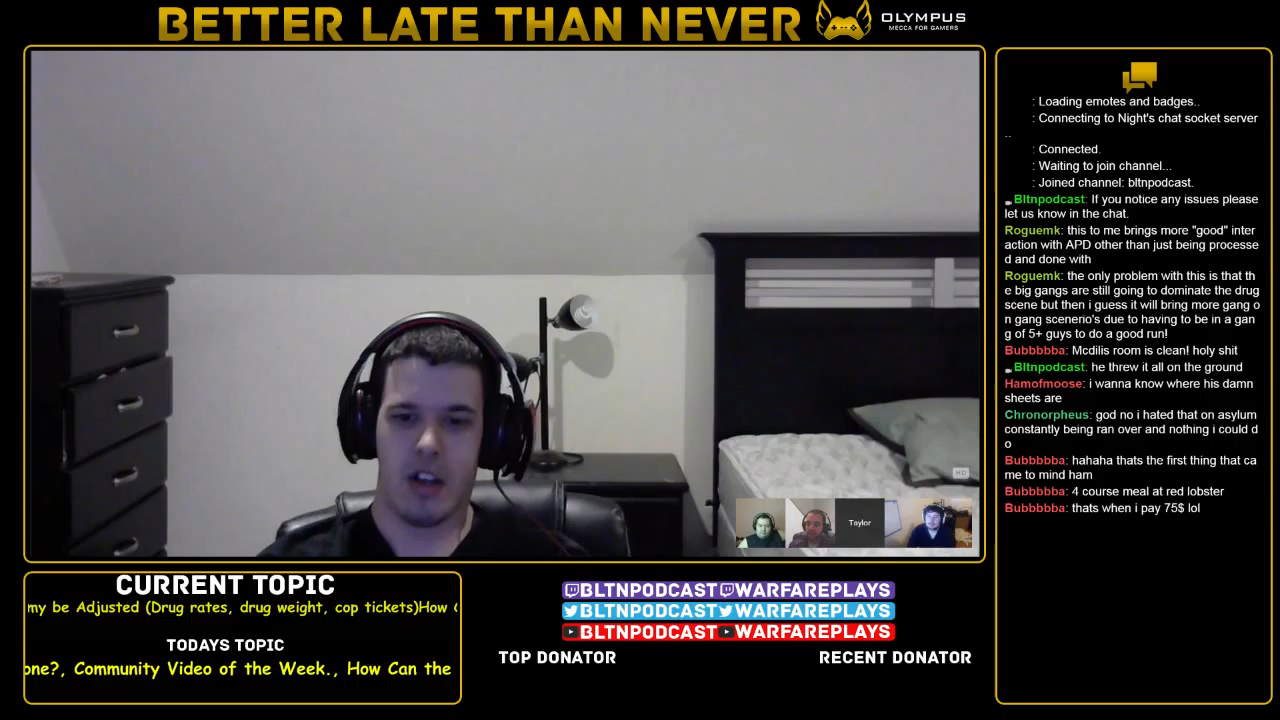 BETTER LATE THAN NEVER
OLYMPUS
MECCA FOR GAMERS
: Loading emotes and badges..
: Connecting to Night's chat socket server
..
: Connected.
: Waiting to join channel...
: Joined channel: bltnpodcast.
Bltnpodcast: If you notice any issues please
let us know in the chat.
Roguemk: this to me brings more "good" inter
action with APD other than just being processe
d and done with
Roguemk: the only problem with this is that th
e big gangs are still going to dominate the drug
scene but then i guess it will bring more gang o
n gang scenerio's due to having to be in a gan
g of 5+ guys to do a good run!
Bubbbbba: Mcdilis room is clean! holy shit
Bltnpodcast: he threw it all on the ground
Hamofmoose: i wanna know where his damn
sheets are
Chronorpheus: god no i hated that on asylum
constantly being ran over and nothing i could d
o
Bubbbbba: hahaha thats the first thing that ca
me to mind ham
Bubbbbba: 4 course meal at red lobster
Bubbbbba: thats when i pay 75$ lol
HD
Taylor
CURRENT TOPIC
my be Adjusted (Drug rates, drug weight, cop tickets)How
TODAYS TOPIC
one?, Community Video of the Week., How Can the
BLTNPODCAST WARFAREPLAYS
BLTNPODCAST WARFAREPLAYS
BLTNPODCAST WARFAREPLAYS
TOP DONATOR
RECENT DONATOR